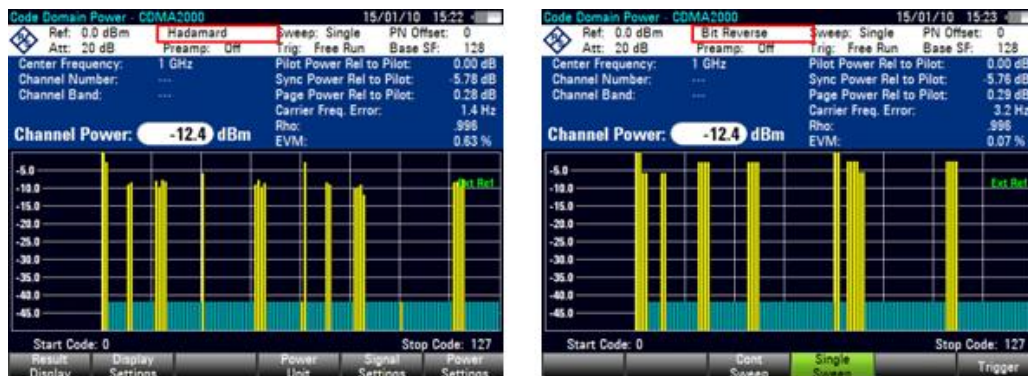 Code Domain Power - CDMA2000 15/01/10 15:22
Ref: 0.0 dBm Hadamard Sweep: Single PN Offset: 0
Att: 20 dB Preamp: Off Trig: Free Run Base SF: 128
Center Frequency: 1 GHz Pilot Power Rel to Pilot: 0.00 dB
Channel Number: --- Sync Power Rel to Pilot: -5.78 dB
Channel Band: --- Page Power Rel to Pilot: 0.28 dB
Carrier Freq. Error: 1.4 Hz
Channel Power: -12.4 dBm Rho: .996
EVM: 0.63 %
-5.0
-10.0 Ext Ref
-15.0
-20.0
-25.0
-30.0
-35.0
-40.0
-45.0
Start Code: 0 Stop Code: 127
Result Display Power Signal Power
Display Settings Unit Settings Settings
Code Domain Power - CDMA2000 15/01/10 15:23
Ref: 0.0 dBm Bit Reverse Sweep: Single PN Offset: 0
Att: 20 dB Preamp: Off Trig: Free Run Base SF: 128
Center Frequency: 1 GHz Pilot Power Rel to Pilot: 0.00 dB
Channel Number: --- Sync Power Rel to Pilot: -5.76 dB
Channel Band: --- Page Power Rel to Pilot: 0.29 dB
Carrier Freq. Error: 3.2 Hz
Channel Power: -12.4 dBm Rho: .996
EVM: 0.07 %
-5.0
-10.0 Ext Ref
-15.0
-20.0
-25.0
-30.0
-35.0
-40.0
-45.0
Start Code: 0 Stop Code: 127
Cont Single Trigger
Sweep Sweep